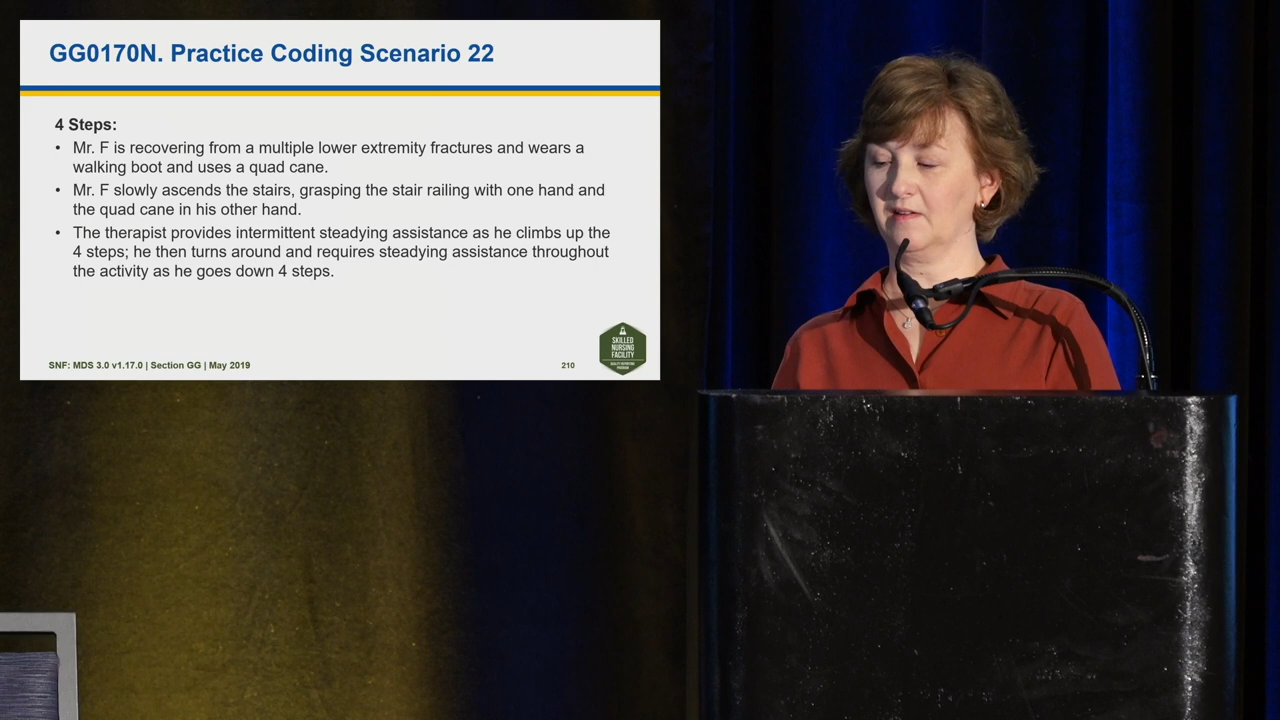 GG0170N. Practice Coding Scenario 22
4 Steps:
• Mr. F is recovering from a multiple lower extremity fractures and wears a
walking boot and uses a quad cane.
• Mr. F slowly ascends the stairs, grasping the stair railing with one hand and
the quad cane in his other hand.
• The therapist provides intermittent steadying assistance as he climbs up the
4 steps; he then turns around and requires steadying assistance throughout
the activity as he goes down 4 steps.
SKILLED
NURSING
FACILITY
QUALITY REPORTING
PROGRAM
SNF: MDS 3.0 v1.17.0 | Section GG | May 2019
210